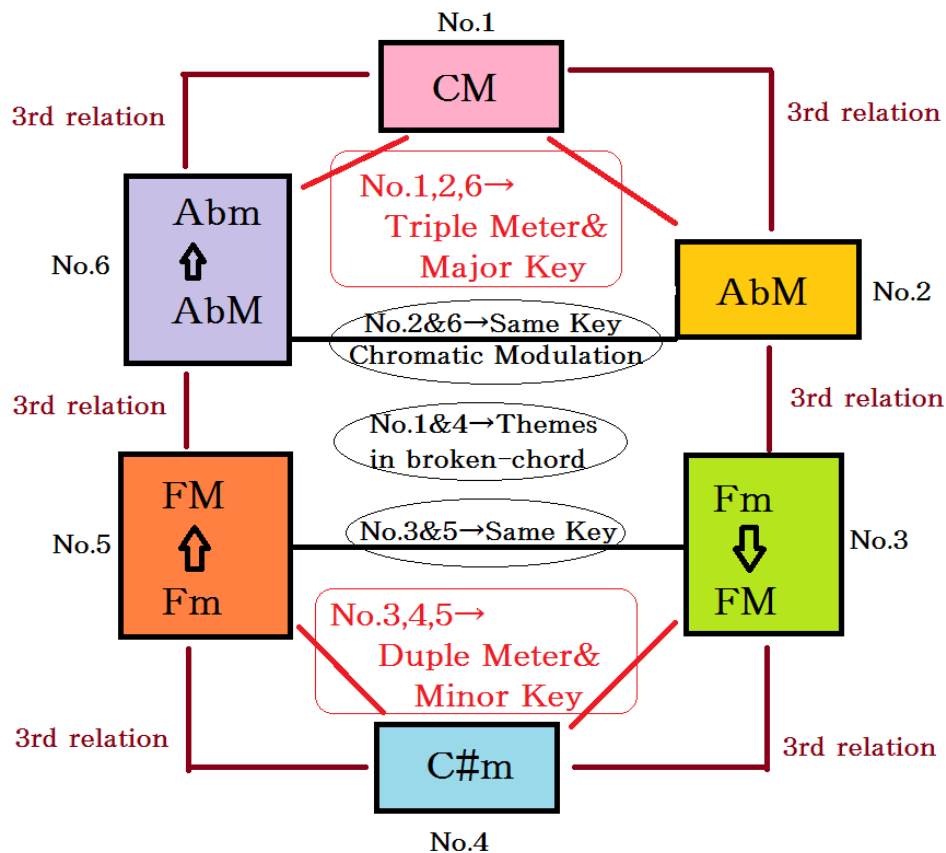 No.1
CM
3rd relation
3rd relation
No.1,2,6→
Triple Meter&
Major Key
Abm
AbM
No.6
AbM
No.2
No.2&6→Same Key
Chromatic Modulation
3rd relation
3rd relation
No.1&4→Themes
in broken-chord
FM
Fm
No.5
No.3&5→Same Key
Fm
FM
No.3
No.3,4,5→
Duple Meter&
Minor Key
3rd relation
3rd relation
C#m
No.4